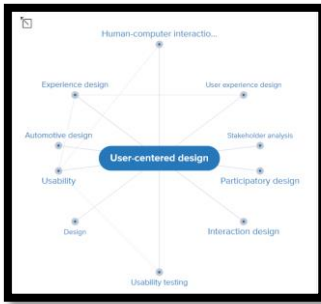 Human-computer interactio...
Experience design
User experience design
Automotive design
Stakeholder analysis
User-centered design
Usability
Participatory design
Design
Interaction design
Usability testing